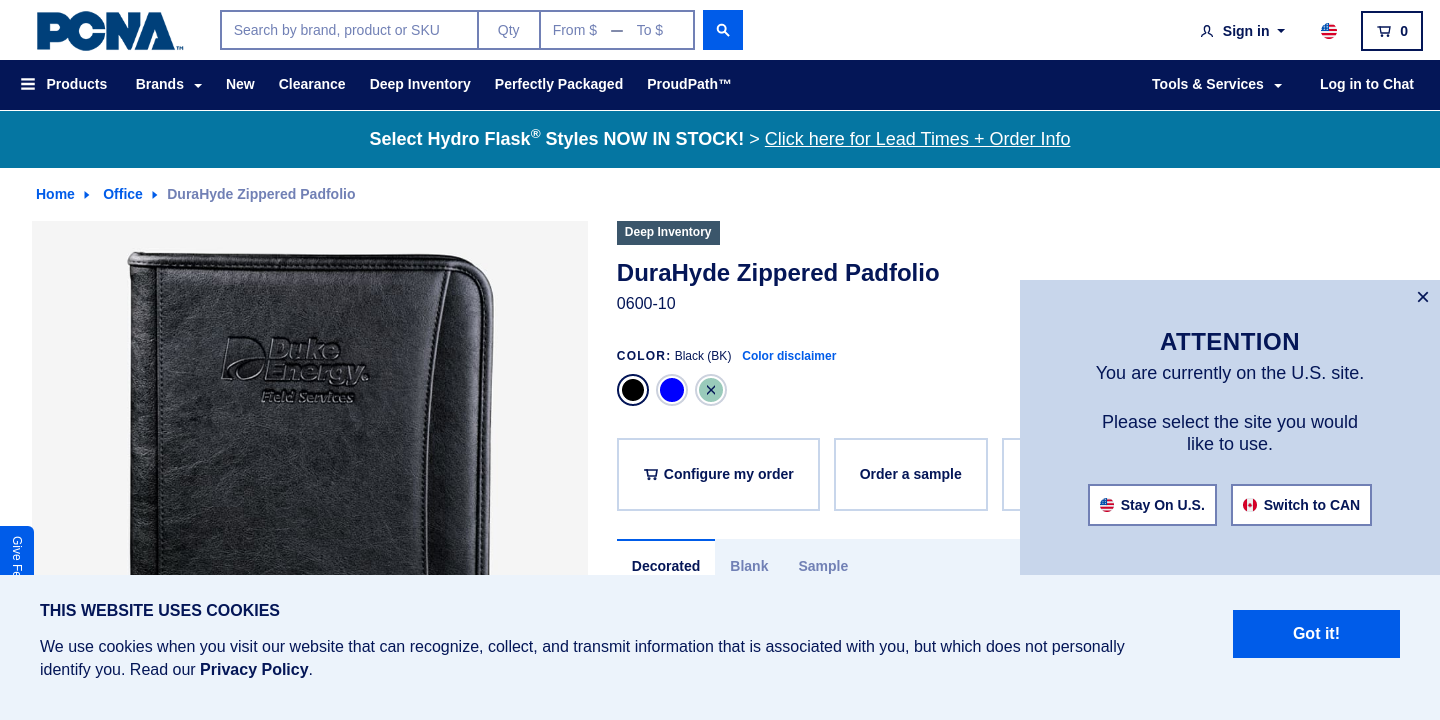 PCNA™
Search by brand, product or SKU
Qty
From $ — To $
Sign in
0
Products
Brands
New
Clearance
Deep Inventory
Perfectly Packaged
ProudPath™
Tools & Services
Log in to Chat
Select Hydro Flask® Styles NOW IN STOCK! > Click here for Lead Times + Order Info
Home
Office
DuraHyde Zippered Padfolio
Duke
Energy®
Field Services
Deep Inventory
DuraHyde Zippered Padfolio
0600-10
COLOR: Black (BK) Color disclaimer
Configure my order
Order a sample
Decorated
Blank
Sample
ATTENTION
You are currently on the U.S. site.
Please select the site you would
like to use.
Stay On U.S.
Switch to CAN
Give
THIS WEBSITE USES COOKIES
We use cookies when you visit our website that can recognize, collect, and transmit information that is associated with you, but which does not personally
identify you. Read our Privacy Policy.
Got it!